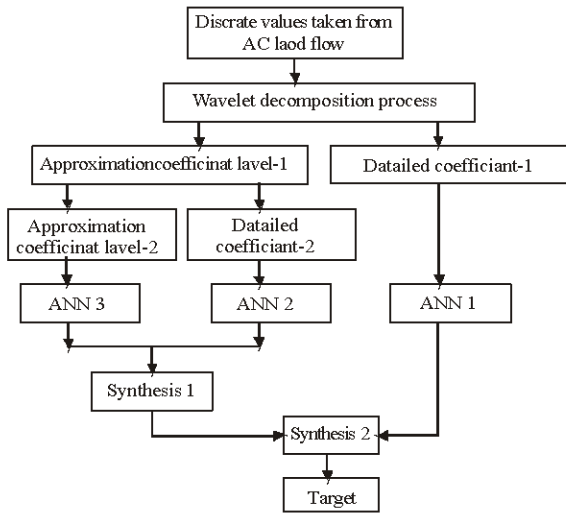 Discrete values taken from
AC laod flow
Wavelet decomposition process
Approximationcoefficinat lavel-1
Datailed coefficiant-1
Approximation
coefficinat lavel-2
Datailed
coefficiant-2
ANN 3
ANN 2
ANN 1
Synthesis 1
Synthesis 2
Target